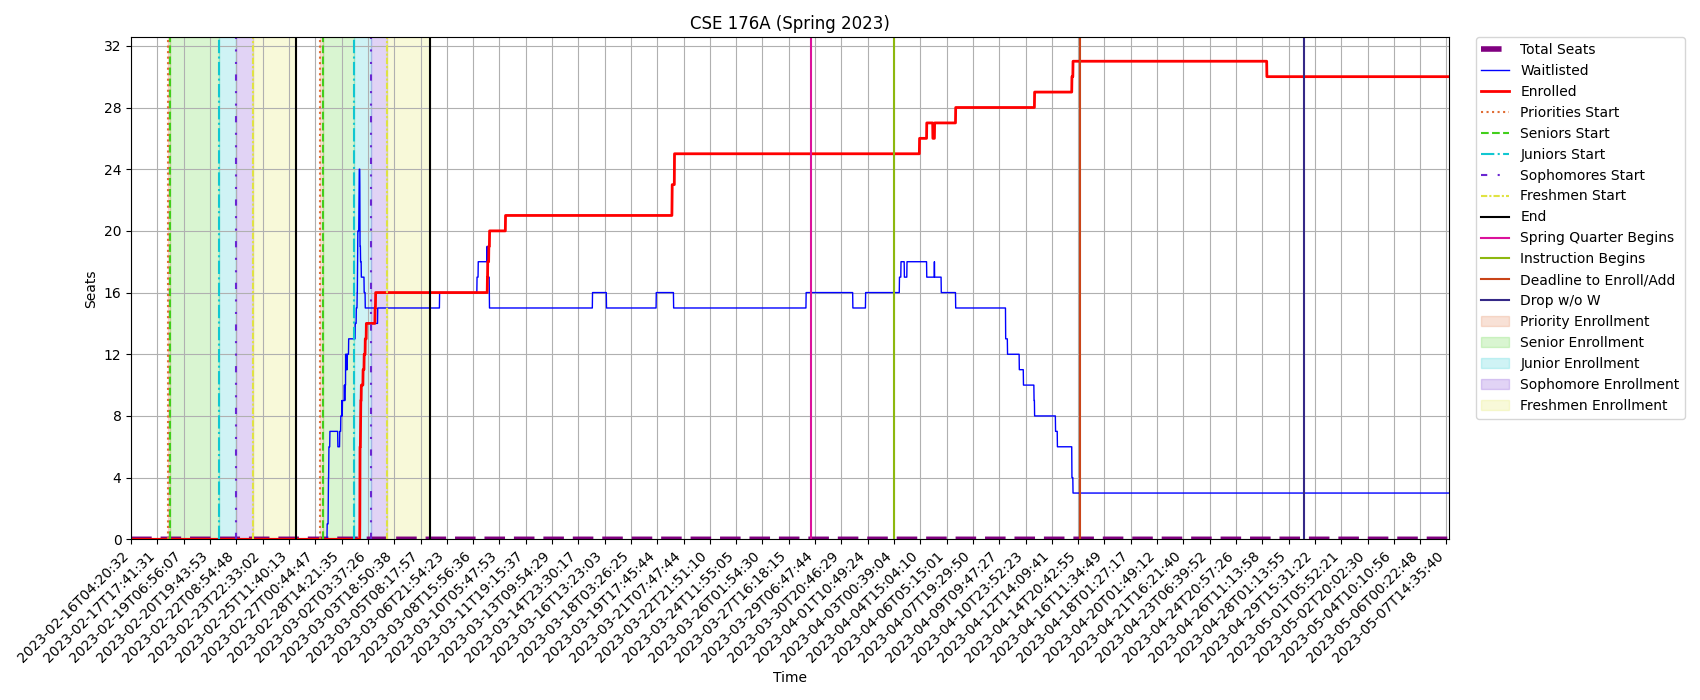 CSE 176A (Spring 2023)
Seats
32
28
24
20
16
12
8
4
0
2023-02-16T04:20:32
2023-02-17T17:41:31
2023-02-19T06:56:07
2023-02-20T19:43:53
2023-02-22T08:54:48
2023-02-23T22:33:02
2023-02-25T11:40:13
2023-02-27T00:44:47
2023-02-28T14:21:35
2023-03-02T03:37:26
2023-03-03T18:50:38
2023-03-05T08:17:57
2023-03-06T21:54:23
2023-03-08T15:56:36
2023-03-10T05:47:53
2023-03-11T19:15:37
2023-03-13T09:54:29
2023-03-14T23:30:17
2023-03-16T13:23:03
2023-03-18T03:26:25
2023-03-19T17:45:44
2023-03-21T07:47:44
2023-03-22T21:51:10
2023-03-24T11:55:05
2023-03-26T01:54:30
2023-03-27T16:18:15
2023-03-29T06:47:44
2023-03-30T20:46:29
2023-04-01T10:49:24
2023-04-03T00:39:04
2023-04-04T15:04:10
2023-04-06T05:15:01
2023-04-07T19:29:50
2023-04-09T09:47:27
2023-04-10T23:52:23
2023-04-12T14:09:41
2023-04-14T20:42:55
2023-04-16T11:34:49
2023-04-18T01:27:17
2023-04-20T01:49:12
2023-04-21T16:21:40
2023-04-23T06:39:52
2023-04-24T20:57:26
2023-04-26T11:13:58
2023-04-28T01:13:55
2023-04-29T15:31:22
2023-05-01T05:52:21
2023-05-02T20:02:30
2023-05-04T10:10:56
2023-05-06T00:22:48
2023-05-07T14:35:40
Time
Total Seats
Waitlisted
Enrolled
Priorities Start
Seniors Start
Juniors Start
Sophomores Start
Freshmen Start
End
Spring Quarter Begins
Instruction Begins
Deadline to Enroll/Add
Drop w/o W
Priority Enrollment
Senior Enrollment
Junior Enrollment
Sophomore Enrollment
Freshmen Enrollment